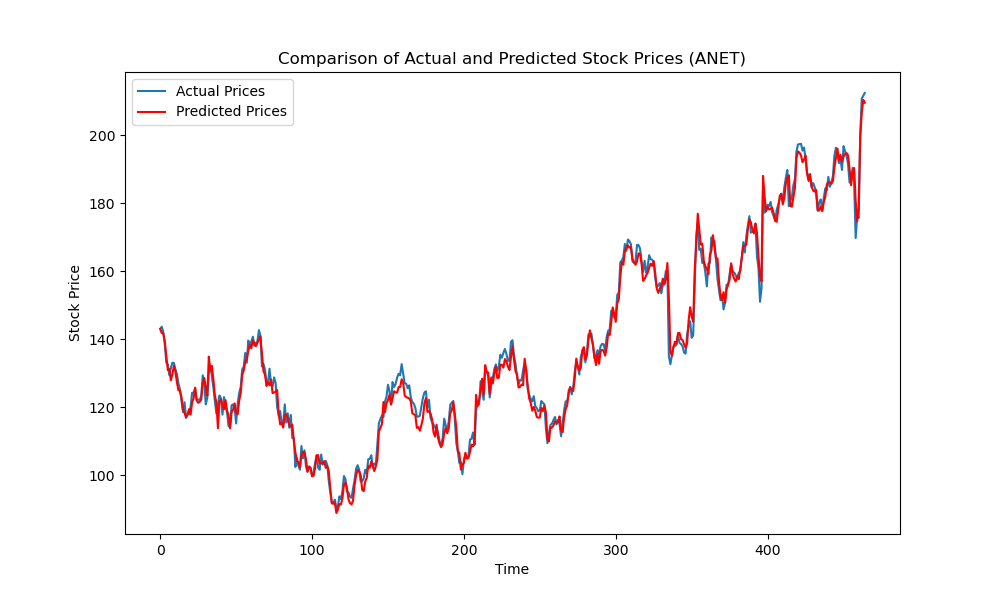 Comparison of Actual and Predicted Stock Prices (ANET)
Actual Prices
Predicted Prices
200
180
160
140
120
100
Stock Price
0 100 200 300 400
Time